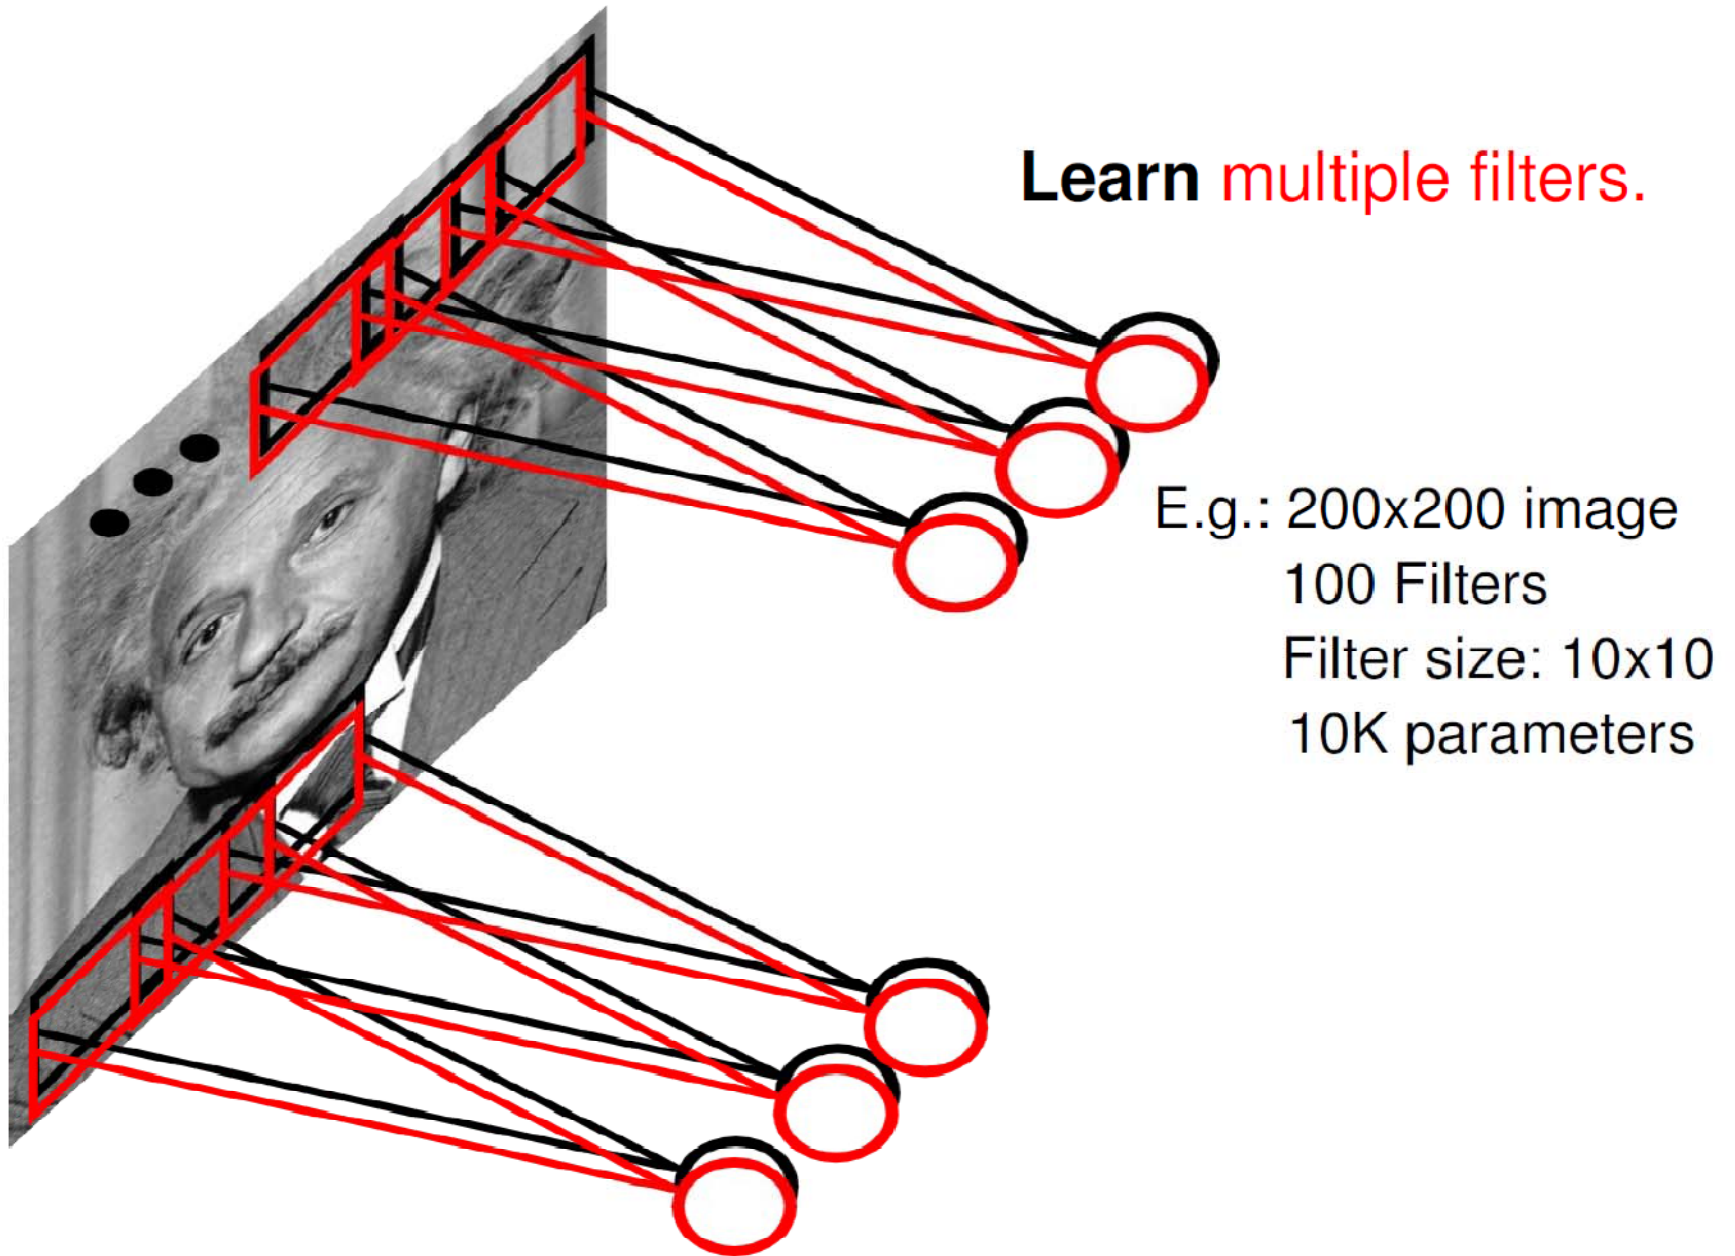 Learn multiple filters.
E.g.: 200x200 image
100 Filters
Filter size: 10x10
10K parameters